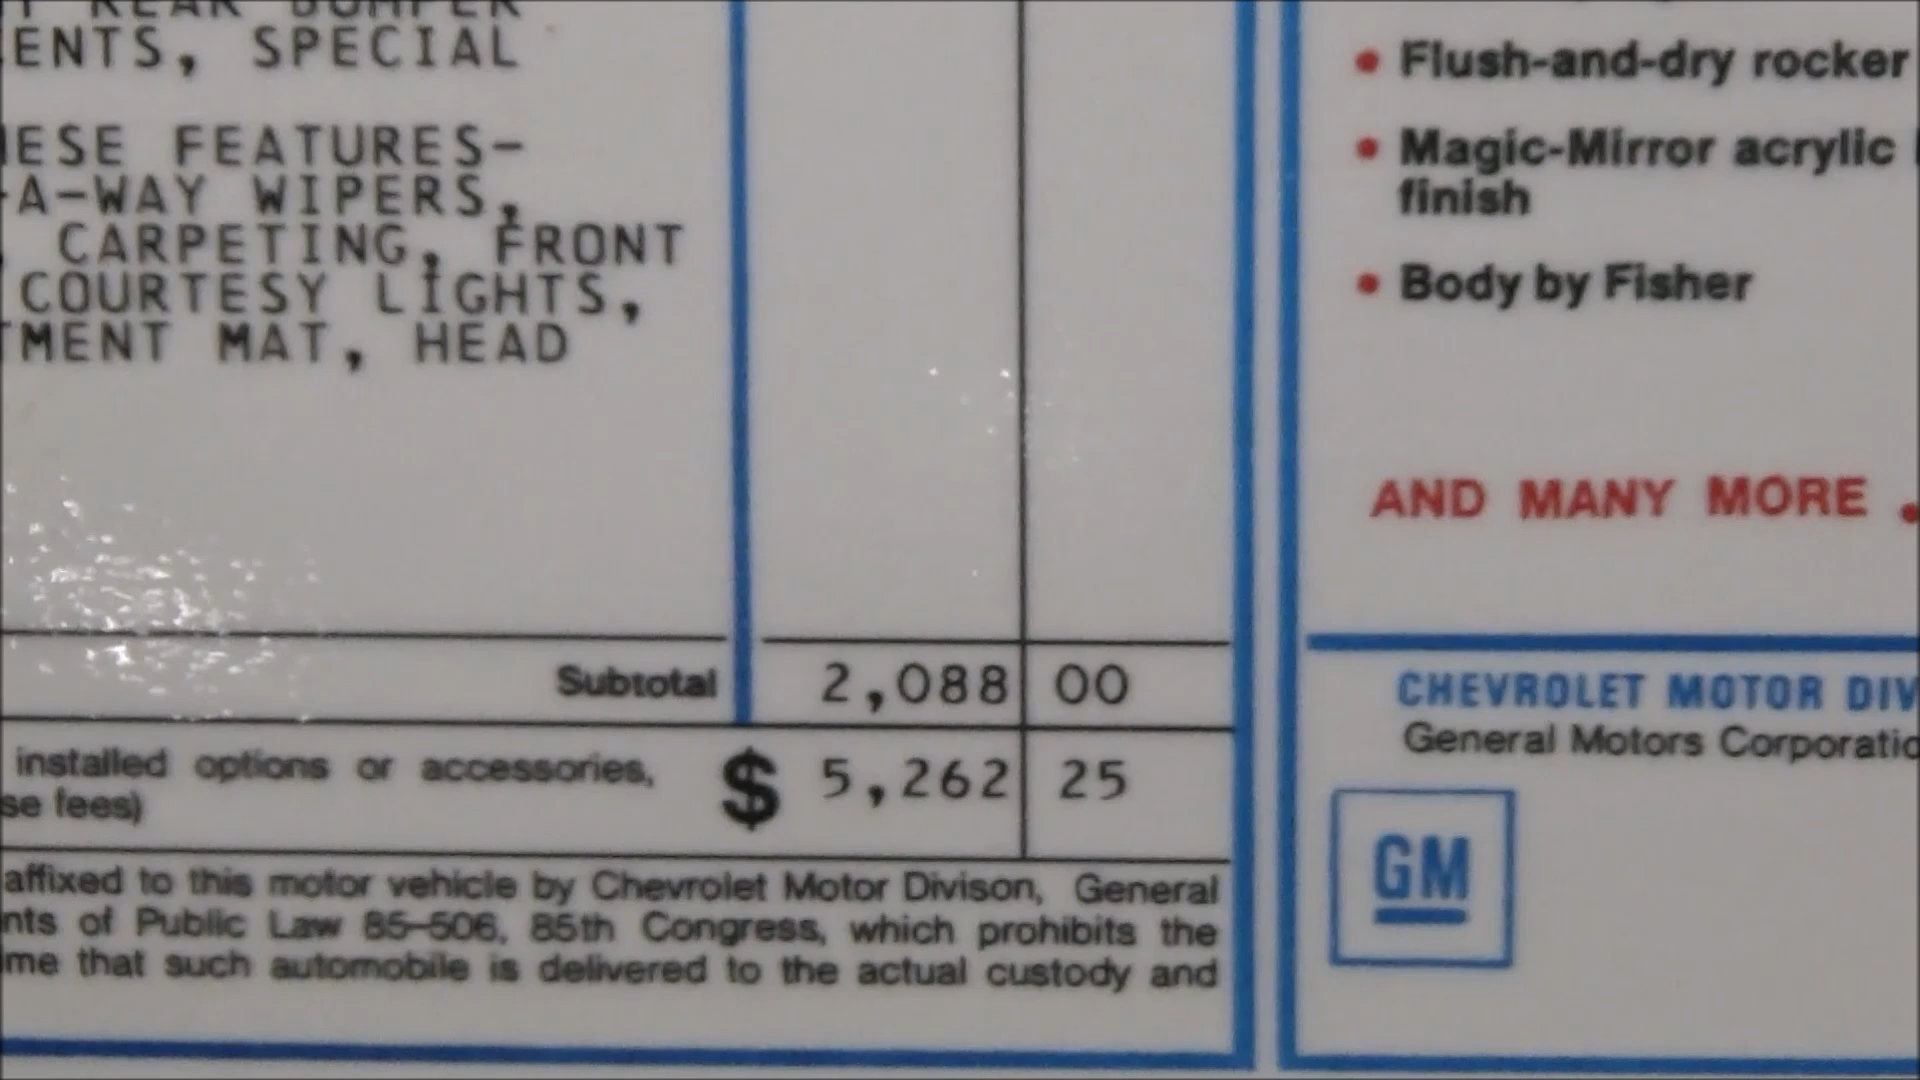 REAR BUMPER
ENTS, SPECIAL
ESE FEATURES-
-A-WAY WIPERS,
CARPETING, FRONT
COURTESY LIGHTS,
TMENT MAT, HEAD
Subtotal 2,088 00
installed options or accessories, $ 5,262 25
se fees)
affixed to this motor vehicle by Chevrolet Motor Divison, General
nts of Public Law 85-506, 85th Congress, which prohibits the
me that such automobile is delivered to the actual custody and
• Flush-and-dry rocker
• Magic-Mirror acrylic
finish
• Body by Fisher
AND MANY MORE .
CHEVROLET MOTOR DIV
General Motors Corporatio
GM